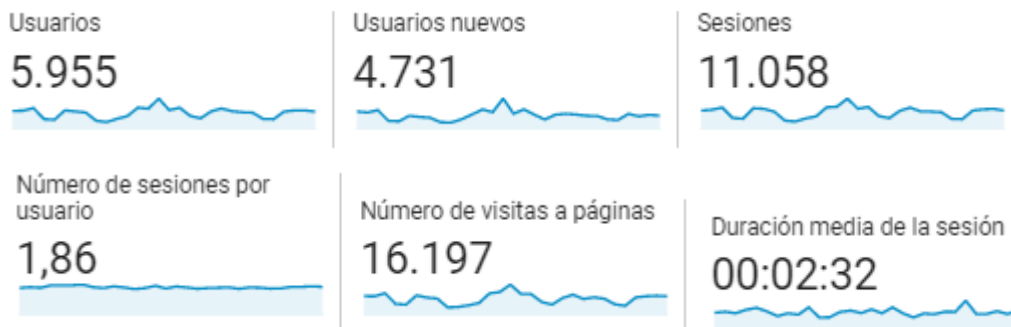 Usuarios
5.955
Usuarios nuevos
4.731
Sesiones
11.058
Número de sesiones por
usuario
1,86
Número de visitas a páginas
16.197
Duración media de la sesión
00:02:32